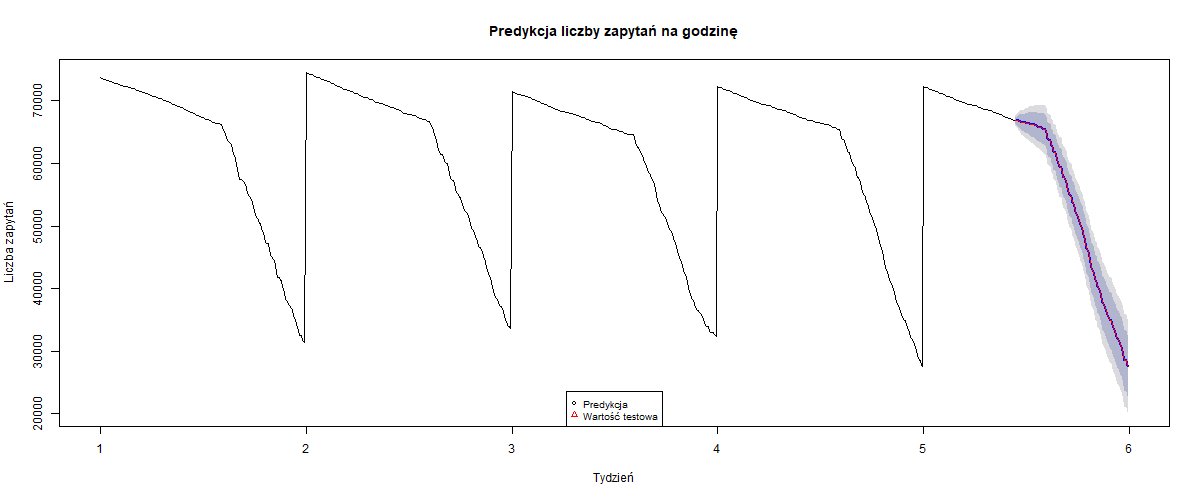 Predykcja liczby zapytań na godzinę
Liczba zapytań
70000
60000
50000
40000
30000
20000
Predykcja
Wartość testowa
1
2
3
4
5
6
Tydzień